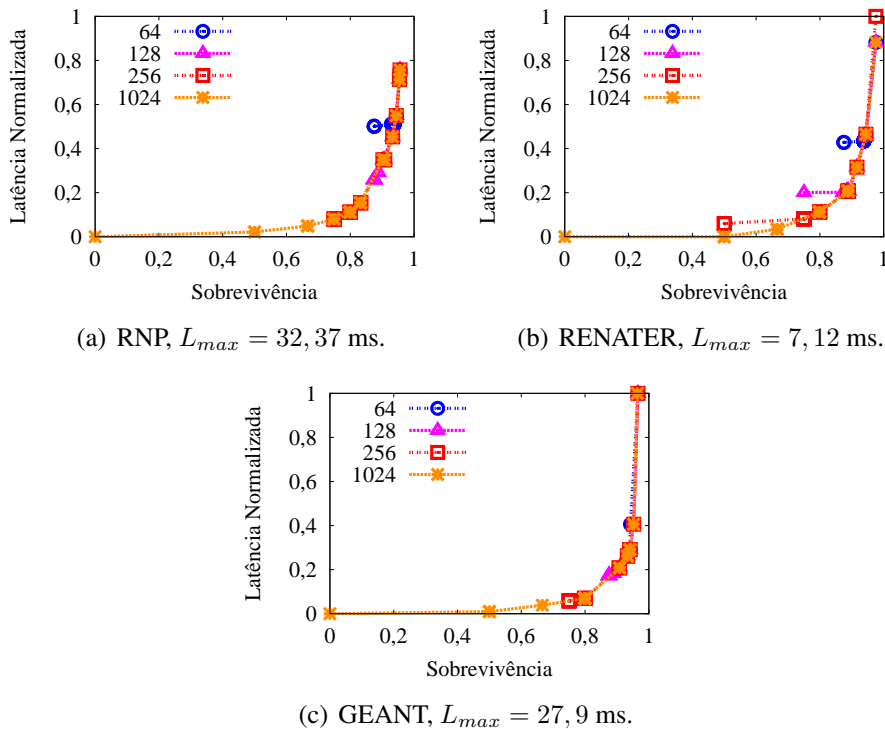 Latência Normalizada
1
0,8
0,6
0,4
0,2
0
64
128
256
1024
0 0,2 0,4 0,6 0,8 1
Sobrevivência
(a) RNP, Lmax = 32, 37 ms.
Latência Normalizada
1
0,8
0,6
0,4
0,2
0
64
128
256
1024
0 0,2 0,4 0,6 0,8 1
Sobrevivência
(b) RENATER, Lmax = 7, 12 ms.
Latência Normalizada
1
0,8
0,6
0,4
0,2
0
64
128
256
1024
0 0,2 0,4 0,6 0,8 1
Sobrevivência
(c) GEANT, Lmax = 27, 9 ms.